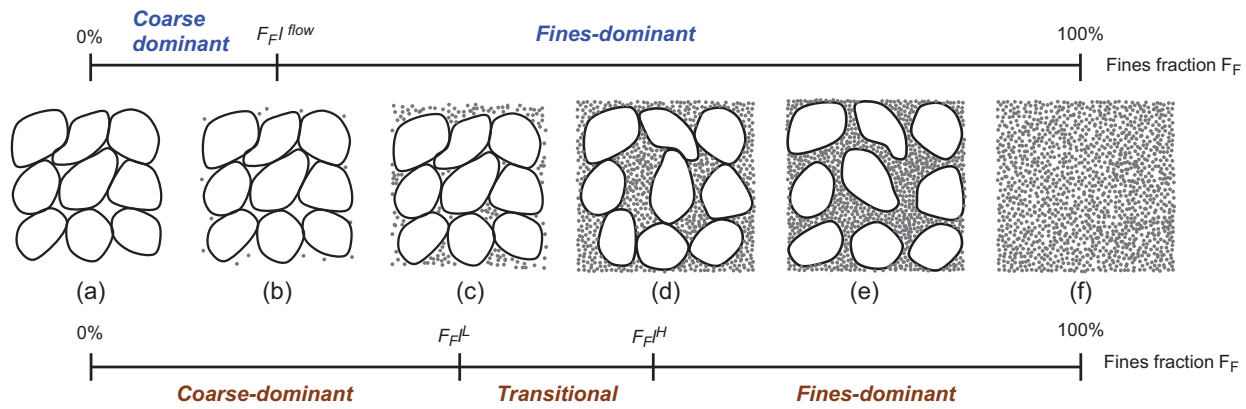 Coarse dominant
0%
F_F|^flow
Fines-dominant
100%
Fines fraction F_F
(a)
(b)
(c)
(d)
(e)
(f)
0%
F_F|^L
F_F|^H
100%
Fines fraction F_F
Coarse-dominant
Transitional
Fines-dominant